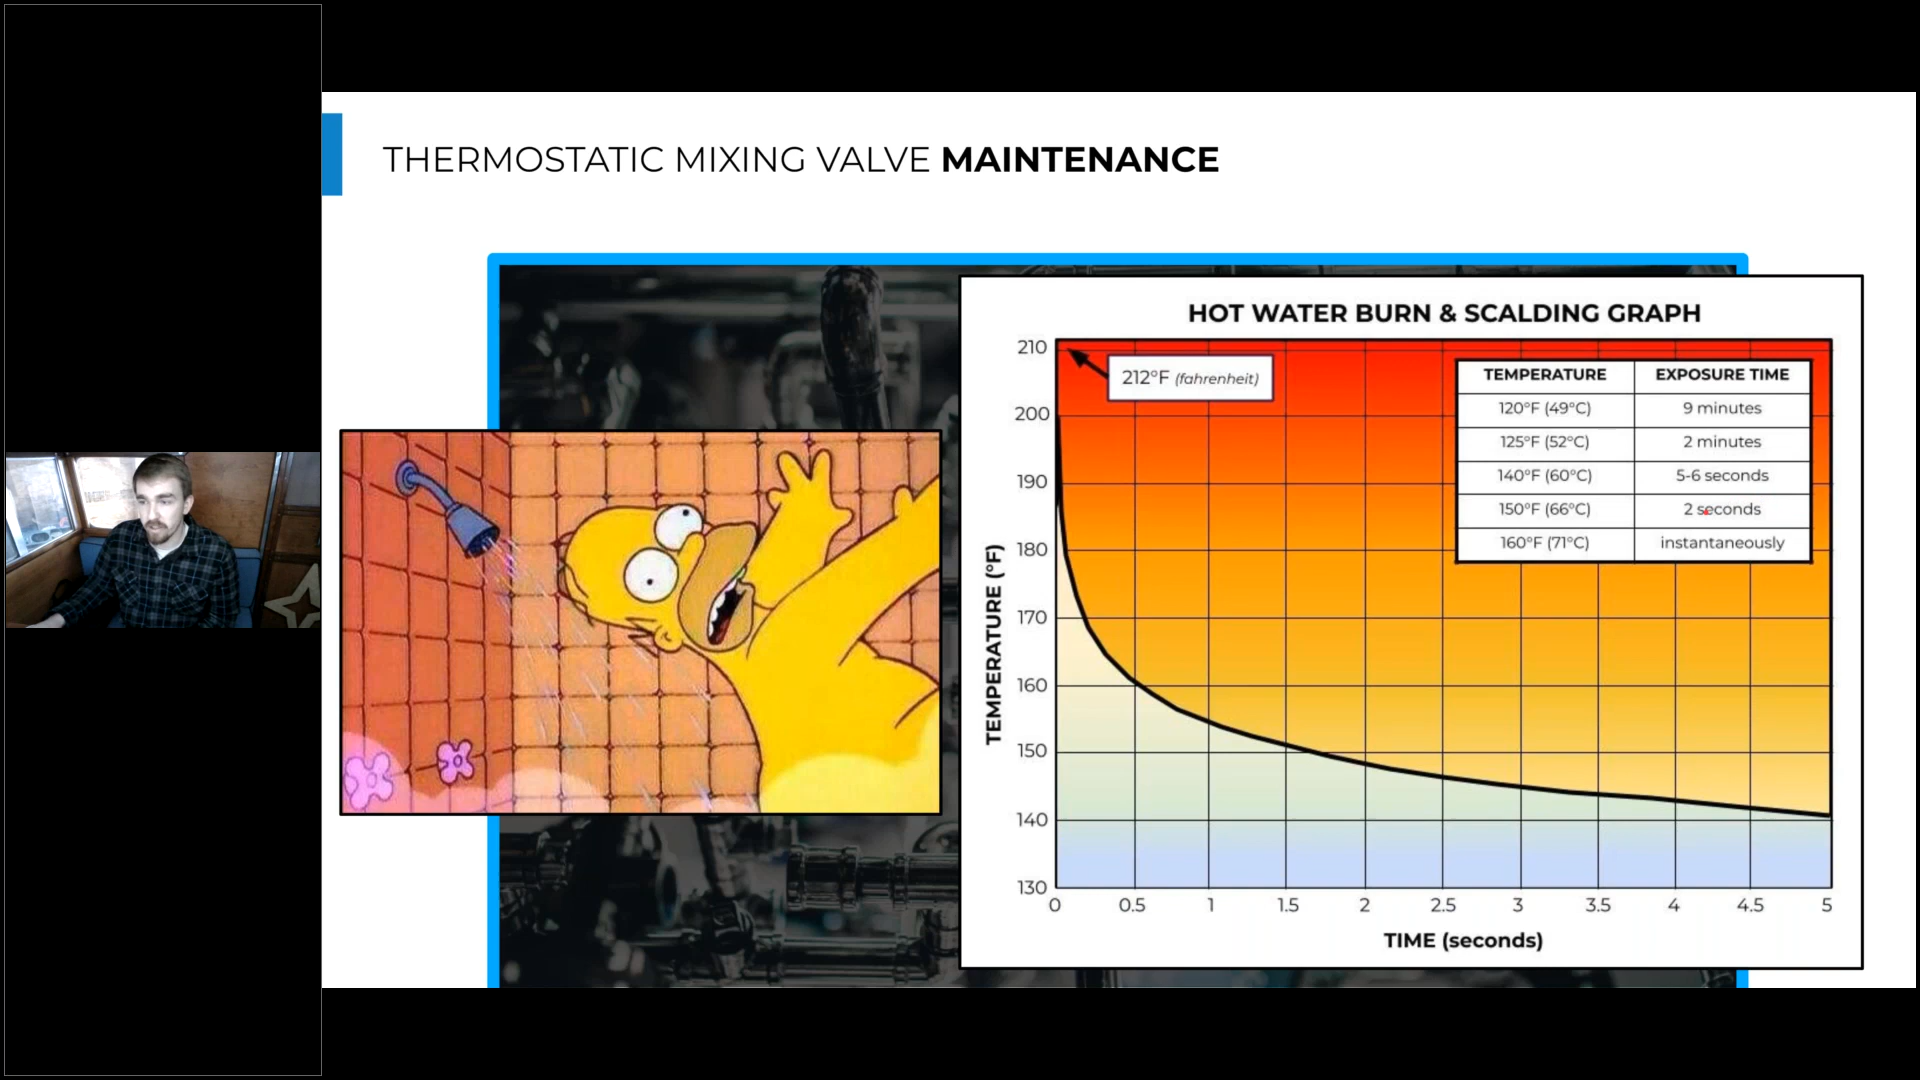 THERMOSTATIC MIXING VALVE MAINTENANCE
HOT WATER BURN & SCALDING GRAPH
212°F (fahrenheit)
TEMPERATURE EXPOSURE TIME
120°F (49°C) 9 minutes
125°F (52°C) 2 minutes
140°F (60°C) 5-6 seconds
150°F (66°C) 2 seconds
160°F (71°C) instantaneously
TEMPERATURE (°F)
210
200
190
180
170
160
150
140
130
0 0.5 1 1.5 2 2.5 3 3.5 4 4.5 5
TIME (seconds)